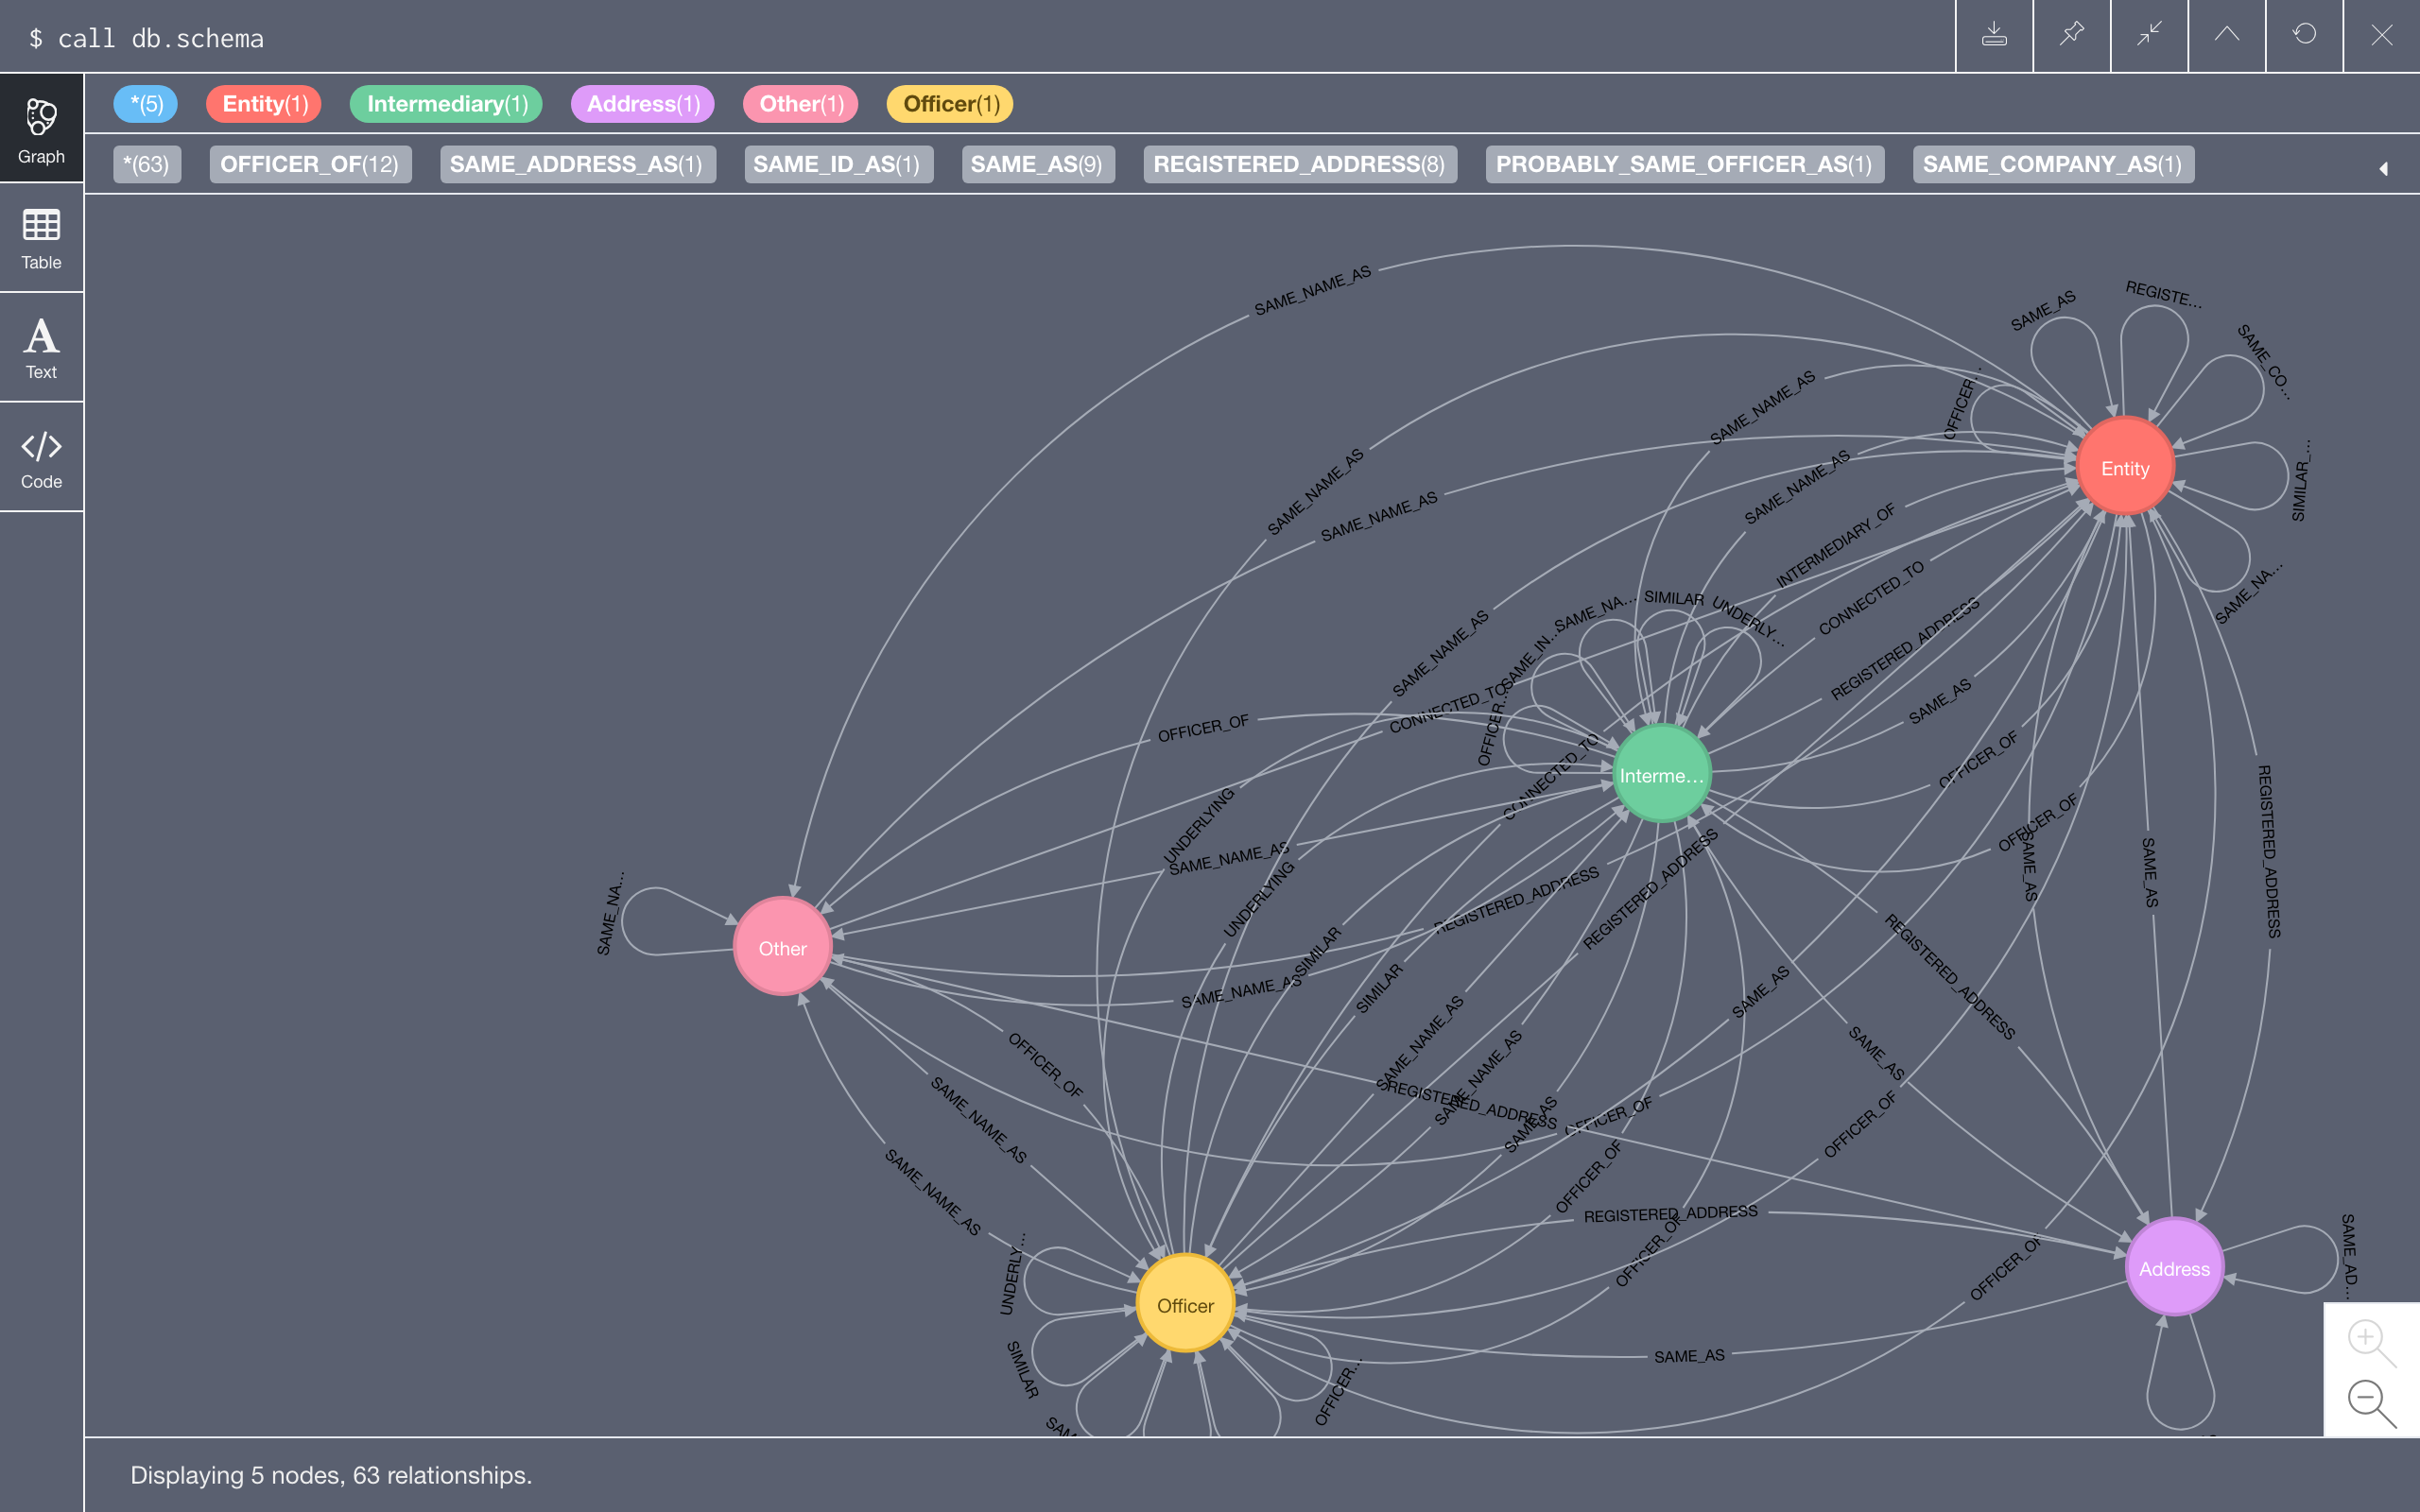 $ call db.schema
*(5) Entity(1) Intermediary(1) Address(1) Other(1) Officer(1)
*(63) OFFICER_OF(12) SAME_ADDRESS_AS(1) SAME_ID_AS(1) SAME_AS(9) REGISTERED_ADDRESS(8) PROBABLY_SAME_OFFICER_AS(1) SAME_COMPANY_AS(1)
Graph
Table
Text
Code
SAME_NAME_AS
SAME_AS
REGISTE…
SAME_CO…
OFFICER…
SIMILAR_…
SAME_NA…
Entity
SAME_NAME_AS
SAME_NAME_AS
SAME_NAME_AS
SAME_NAME_AS
INTERMEDIARY_OF
CONNECTED_TO
REGISTERED_ADDRESS
SAME_AS
OFFICER_OF
OFFICER_OF
SAME_NAME_AS
SAME_IN…
SAME_NA…
SIMILAR
UNDERLY…
OFFICER…
Interme…
CONNECTED_TO
OFFICER_OF
CONNECTED_TO
UNDERLYING
SAME_NAME_AS
UNDERLYING
REGISTERED_ADDRESS
REGISTERED_ADDRESS
SAME_AS
SAME_AS
REGISTERED_ADDRESS
SAME_NA…
Other
SAME_NAME_AS
SIMILAR
SIMILAR
SAME_NAME_AS
SAME_NAME_AS
SAME_AS
REGISTERED_ADDRESS
SAME_AS
OFFICER_OF
SAME_NAME_AS
REGISTERED_ADDRESS
SAME_AS
OFFICER_OF
OFFICER_OF
SAME_NAME_AS
OFFICER_OF
REGISTERED_ADDRESS
OFFICER_OF
OFFICER_OF
SAME_AS
UNDERLY…
SIMILAR
OFFICER…
Officer
Address
SAME_AD…
Displaying 5 nodes, 63 relationships.